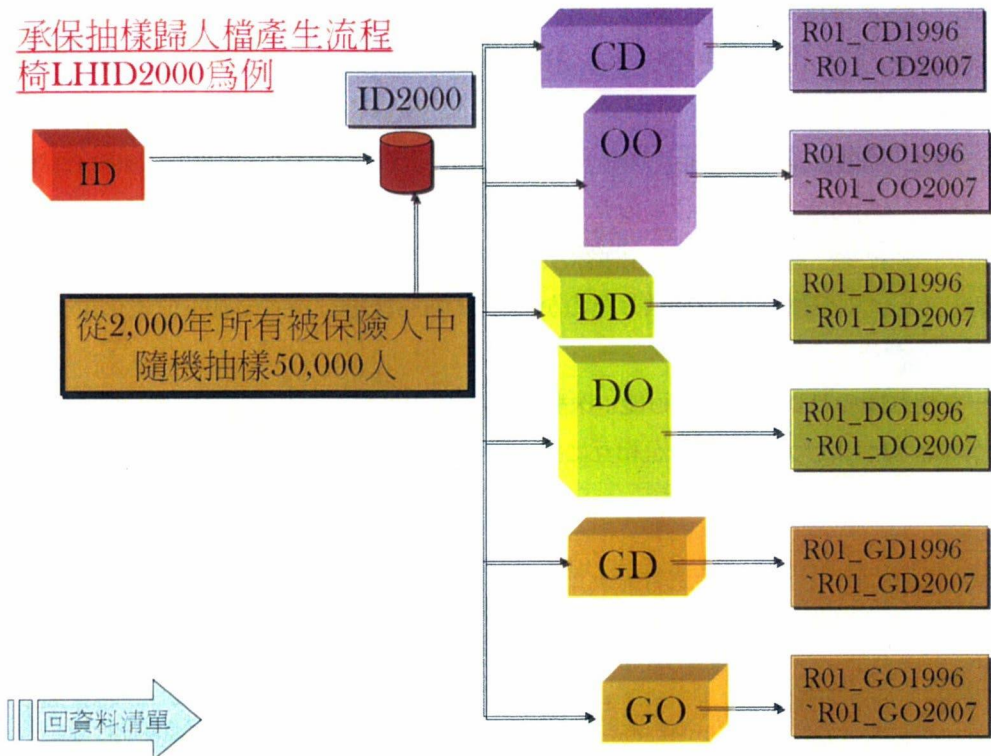 承保抽樣歸人檔產生流程
椅LHID2000爲例
ID2000
ID
從2,000年所有被保險人中
隨機抽樣50,000人
CD
R01_CD1996
~R01_CD2007
OO
R01_OO1996
~R01_OO2007
DD
R01_DD1996
~R01_DD2007
DO
R01_DO1996
~R01_DO2007
GD
R01_GD1996
~R01_GD2007
GO
R01_GO1996
~R01_GO2007
回資料清單